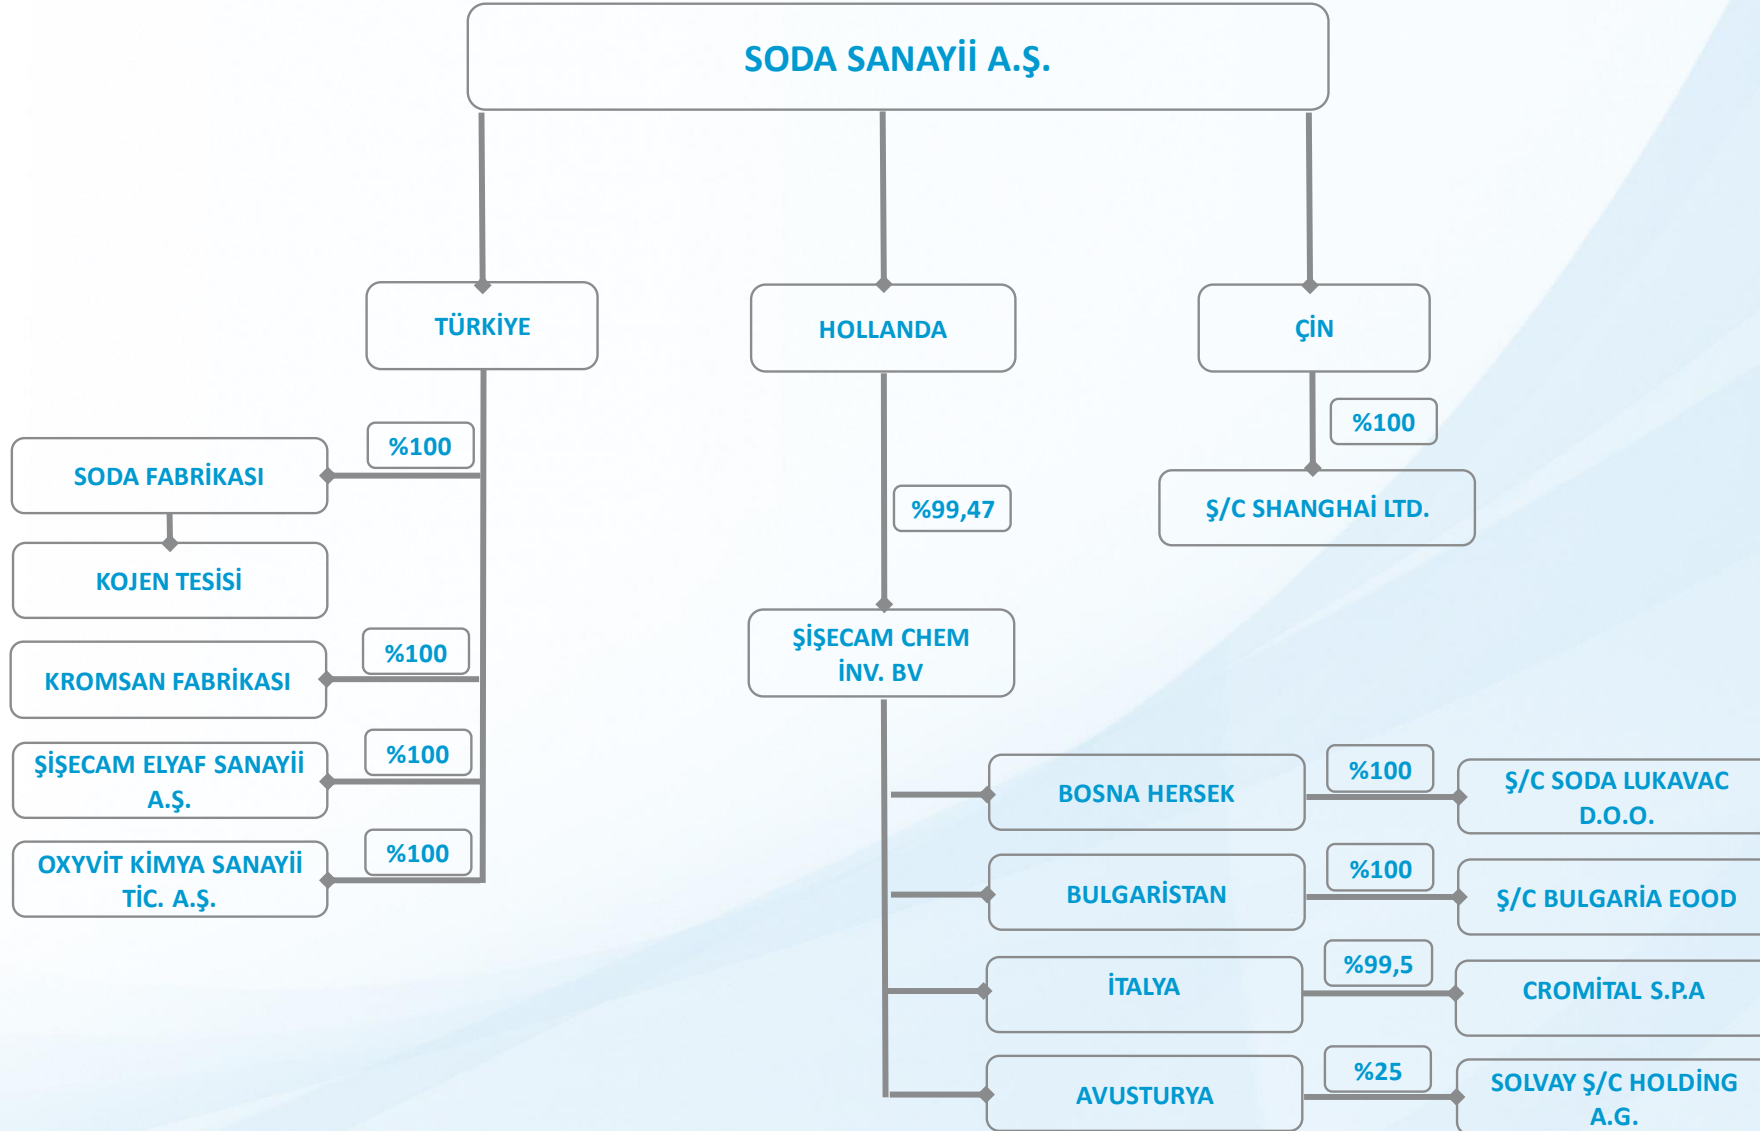 SODA SANAYİİ A.Ş.
TÜRKİYE
HOLLANDA
ÇİN
%100
SODA FABRİKASI
KOJEN TESİSİ
%100
KROMSAN FABRİKASI
%100
ŞİŞECAM ELYAF SANAYİİ
A.Ş.
%100
OXYVİT KİMYA SANAYİİ
TİC. A.Ş.
%99,47
ŞİŞECAM CHEM
İNV. BV
%100
Ş/C SHANGHAİ LTD.
BOSNA HERSEK
%100
Ş/C SODA LUKAVAC
D.O.O.
BULGARİSTAN
%100
Ş/C BULGARİA EOOD
İTALYA
%99,5
CROMİTAL S.P.A
AVUSTURYA
%25
SOLVAY Ş/C HOLDİNG
A.G.